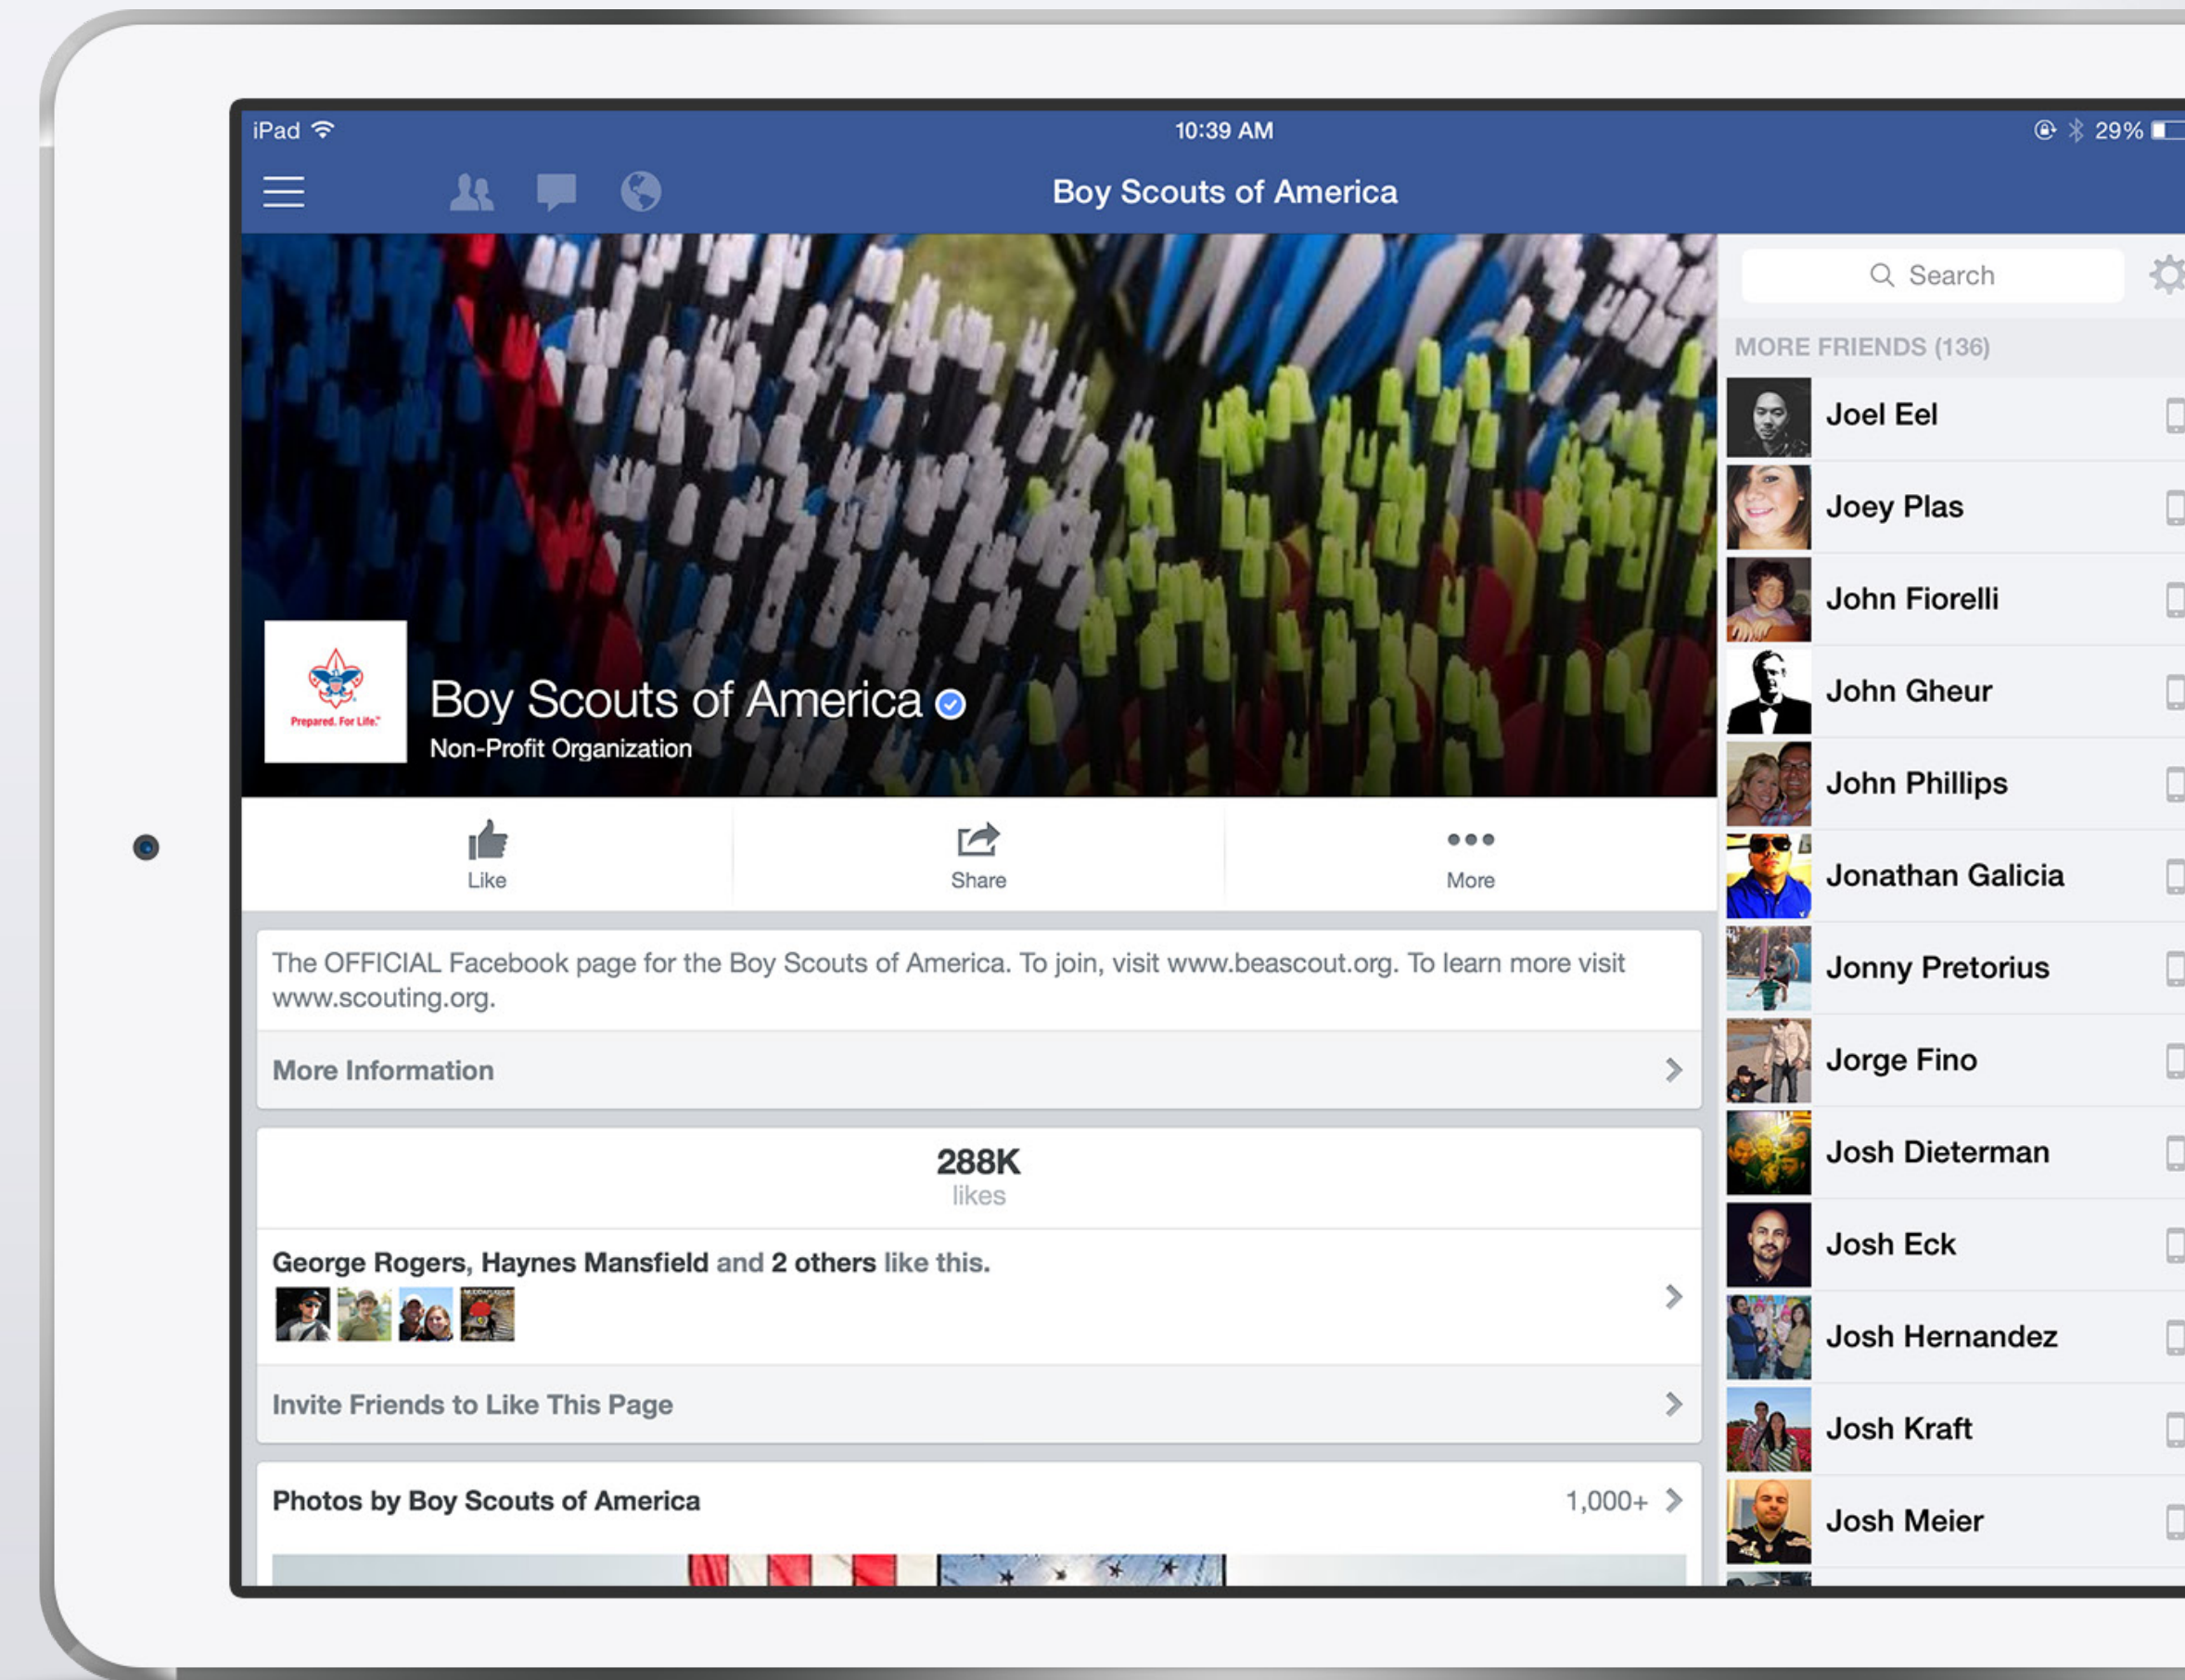 iPad
10:39 AM
29%
Boy Scouts of America
Search
MORE FRIENDS (136)
Joel Eel
Joey Plas
John Fiorelli
John Gheur
John Phillips
Jonathan Galicia
Jonny Pretorius
Jorge Fino
Josh Dieterman
Josh Eck
Josh Hernandez
Josh Kraft
Josh Meier
Prepared. For Life.™
Boy Scouts of America
Non-Profit Organization
Like
Share
More
The OFFICIAL Facebook page for the Boy Scouts of America. To join, visit www.beascout.org. To learn more visit
www.scouting.org.
More Information
288K
likes
George Rogers, Haynes Mansfield and 2 others like this.
Invite Friends to Like This Page
Photos by Boy Scouts of America
1,000+